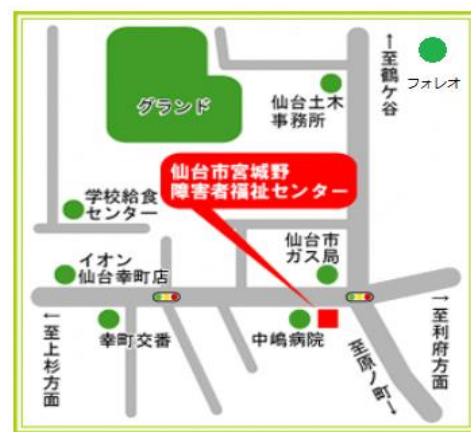 フォレオ
←至鶴ケ谷
グランド
仙台土木
事務所
仙台市宮城野
障害者福祉センター
学校給食
センター
仙台市
ガス局
イオン
仙台幸町店
←至上杉方面
幸町交番
中嶋病院
至原ノ町→
→至利府方面